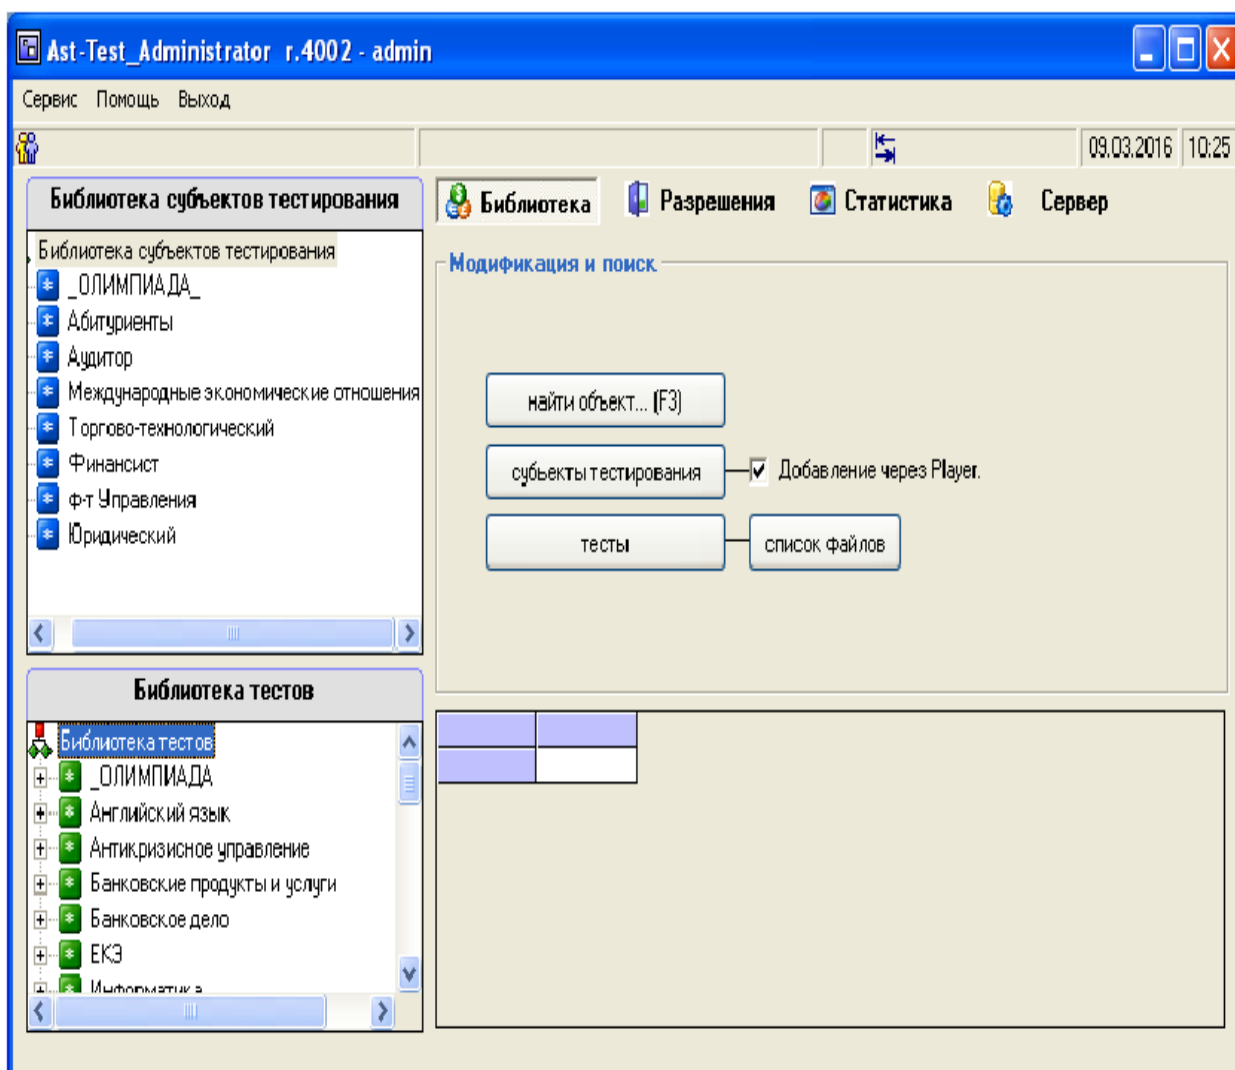 Ast-Test_Administrator r.4002 - admin
Сервис Помощь Выход
09.03.2016 10:25
Библиотека субъектов тестирования
Библиотека Разрешения Статистика Сервер
Библиотека субъектов тестирования
_ОЛИМПИАДА_
Абитуриенты
Аудитор
Международные экономические отношения
Торгово-технологический
Финансист
ф-т Управления
Юридический
Модификация и поиск
найти объект... (F3)
субъекты тестирования Добавление через Player.
тесты список файлов
Библиотека тестов
Библиотека тестов
_ОЛИМПИАДА
Английский язык
Антикризисное управление
Банковские продукты и услуги
Банковское дело
ЕКЭ
Информатика